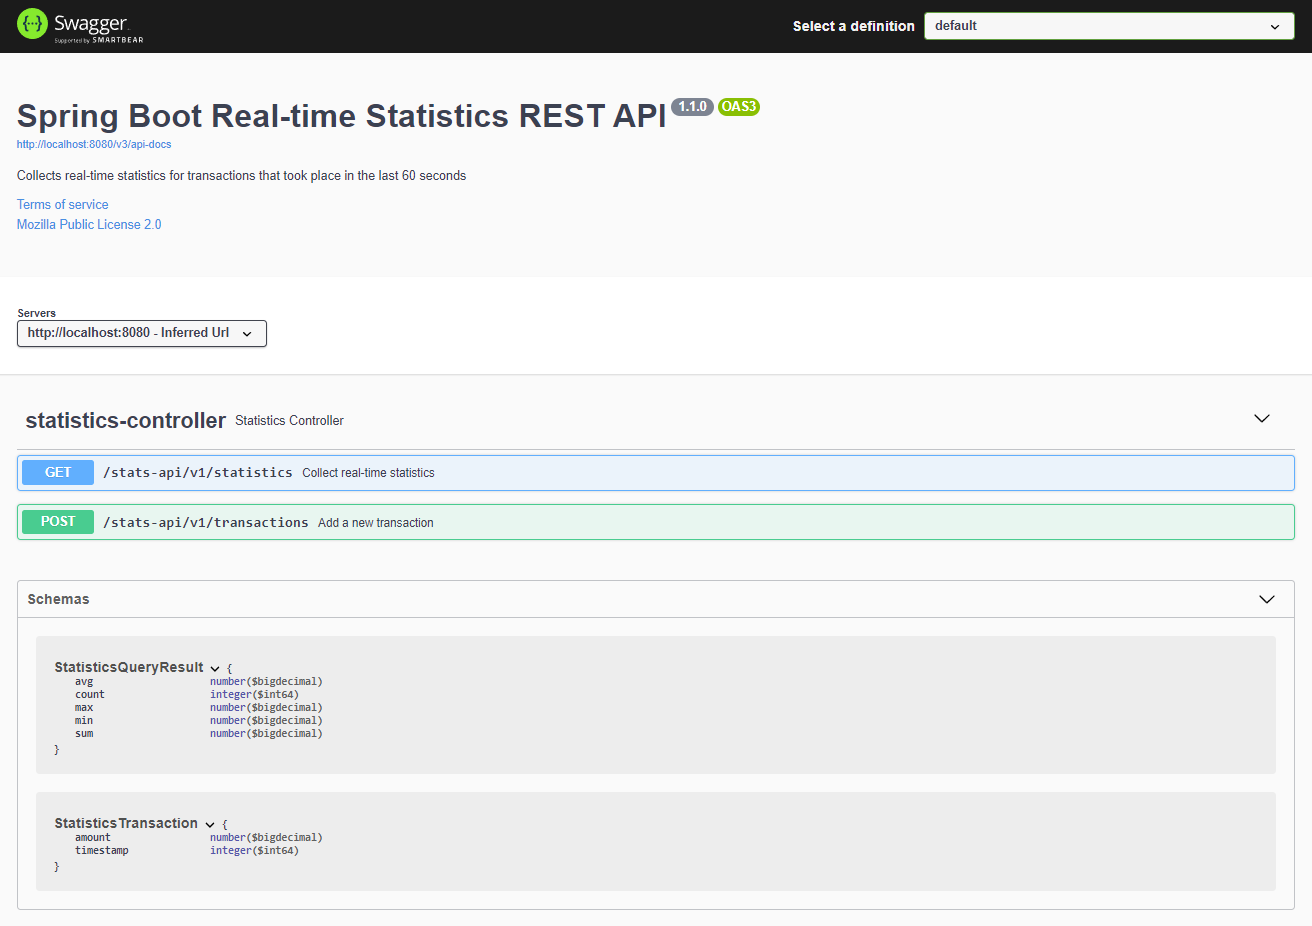 Swagger.
Supported by SMARTBEAR
Select a definition
default
Spring Boot Real-time Statistics REST API 1.1.0 OAS3
http://localhost:8080/v3/api-docs
Collects real-time statistics for transactions that took place in the last 60 seconds
Terms of service
Mozilla Public License 2.0
Servers
http://localhost:8080 - Inferred Url
statistics-controller Statistics Controller
GET /stats-api/v1/statistics Collect real-time statistics
POST /stats-api/v1/transactions Add a new transaction
Schemas
StatisticsQueryResult {
avg number($bigdecimal)
count integer($int64)
max number($bigdecimal)
min number($bigdecimal)
sum number($bigdecimal)
}
StatisticsTransaction {
amount number($bigdecimal)
timestamp integer($int64)
}